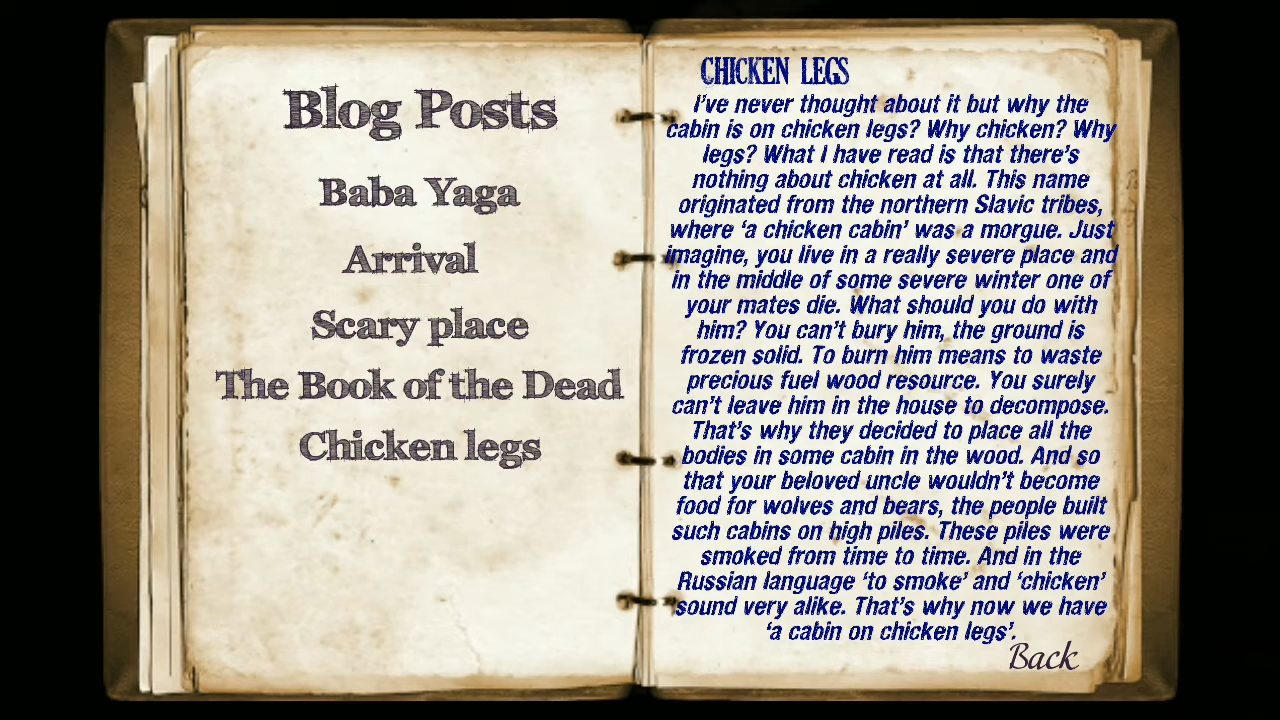 Blog Posts
Baba Yaga
Arrival
Scary place
The Book of the Dead
Chicken legs
CHICKEN LEGS
I've never thought about it but why the
cabin is on chicken legs? Why chicken? Why
legs? What I have read is that there's
nothing about chicken at all. This name
originated from the northern Slavic tribes,
where 'a chicken cabin' was a morgue. Just
imagine, you live in a really severe place and
in the middle of some severe winter one of
your mates die. What should you do with
him? You can't bury him, the ground is
frozen solid. To burn him means to waste
precious fuel wood resource. You surely
can't leave him in the house to decompose.
That's why they decided to place all the
bodies in some cabin in the wood. And so
that your beloved uncle wouldn't become
food for wolves and bears, the people built
such cabins on high piles. These piles were
smoked from time to time. And in the
Russian language 'to smoke' and 'chicken'
sound very alike. That's why now we have
'a cabin on chicken legs'.
Back